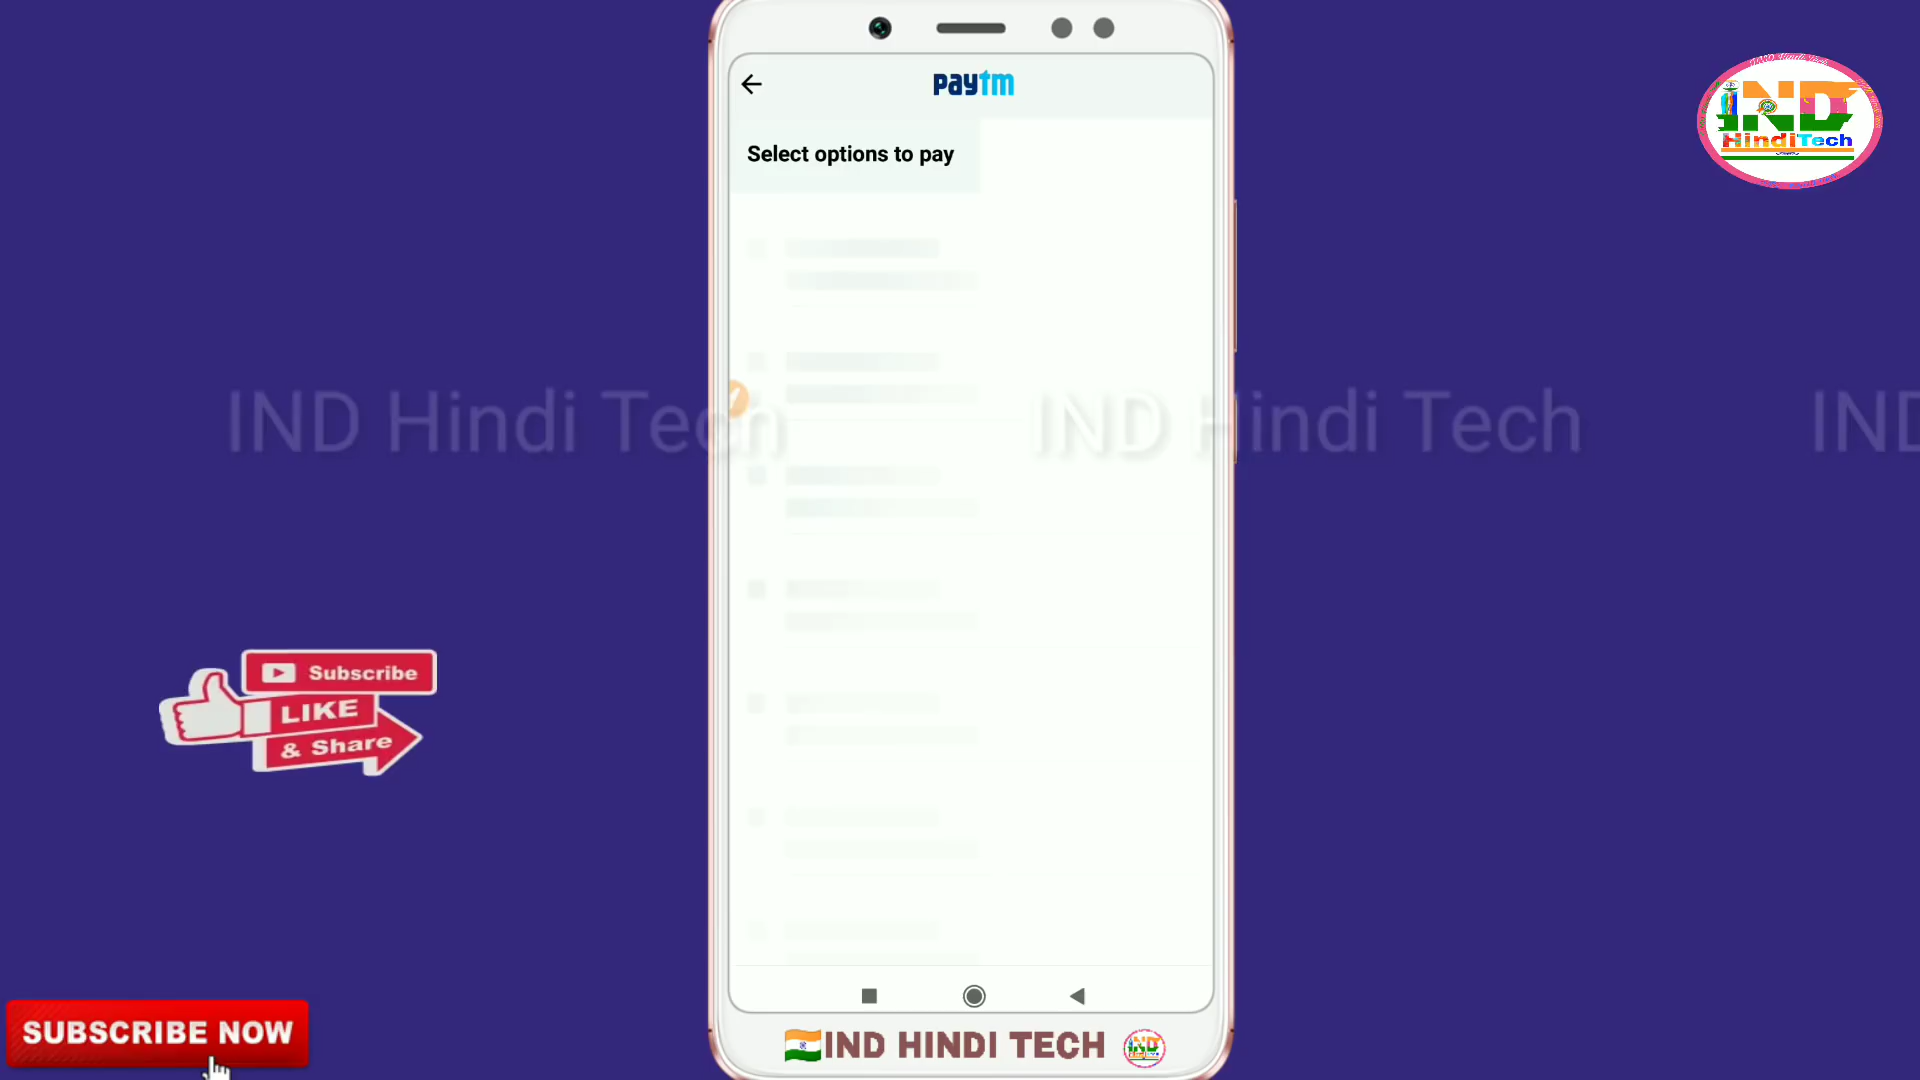 paytm
Select options to pay
IND
HindiTech
IND Hindi Tech
IND Hindi Tech
IND
Subscribe
LIKE
& Share
SUBSCRIBE NOW
IND HINDI TECH
IND